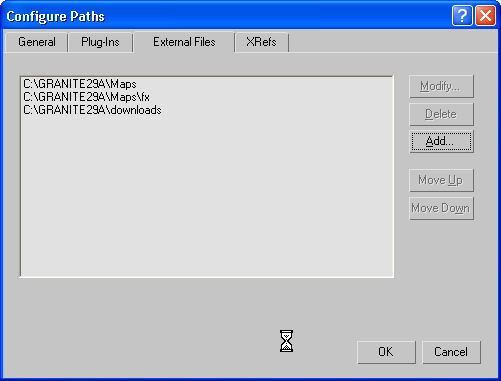 Configure Paths
General Plug-Ins External Files XRefs
C:\GRANITE29A\Maps
C:\GRANITE29A\Maps\fx
C:\GRANITE29A\downloads
Modify...
Delete
Add...
Move Up
Move Down
OK Cancel